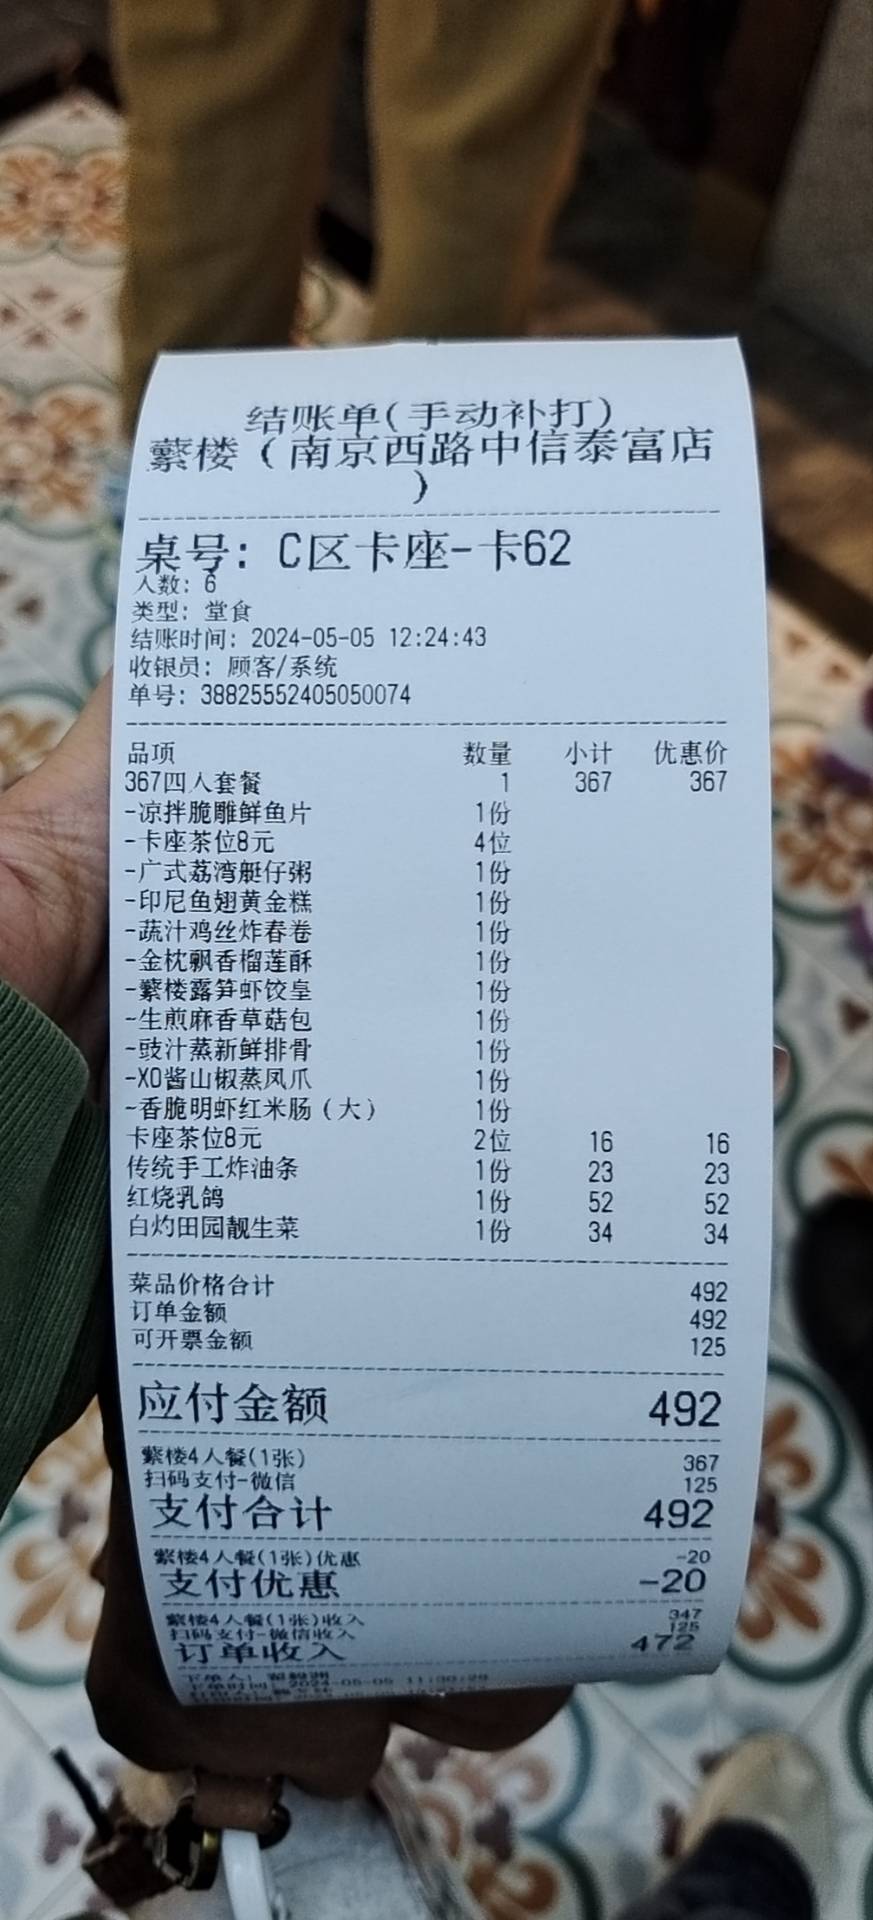 结账单(手动补打)
蘩楼(南京西路中信泰富店
)
桌号: C区卡座-卡62
人数: 6
类型: 堂食
结账时间: 2024-05-05 12:24:43
收银员: 顾客/系统
单号: 38825552405050074
品项 数量 小计 优惠价
367四人套餐 1 367 367
-凉拌脆雕鲜鱼片 1份
-卡座茶位8元 4位
-广式荔湾艇仔粥 1份
-印尼鱼翅黄金糕 1份
-蔬汁鸡丝炸春卷 1份
-金枕飘香榴莲酥 1份
-蘩楼露笋虾饺皇 1份
-生煎麻香草菇包 1份
-豉汁蒸新鲜排骨 1份
-XO酱山椒蒸凤爪 1份
-香脆明虾红米肠(大) 1份
卡座茶位8元 2位 16 16
传统手工炸油条 1份 23 23
红烧乳鸽 1份 52 52
白灼田园靓生菜 1份 34 34
菜品价格合计 492
订单金额 492
可开票金额 125
应付金额 492
蘩楼4人餐(1张) 367
扫码支付-微信 125
支付合计 492
蘩楼4人餐(1张)优惠 -20
支付优惠 -20
蘩楼4人餐(1张)收入 347
扫码支付-微信收入 125
订单收入 472
下单人:
下单时间: 2024-05-05 11:30:20